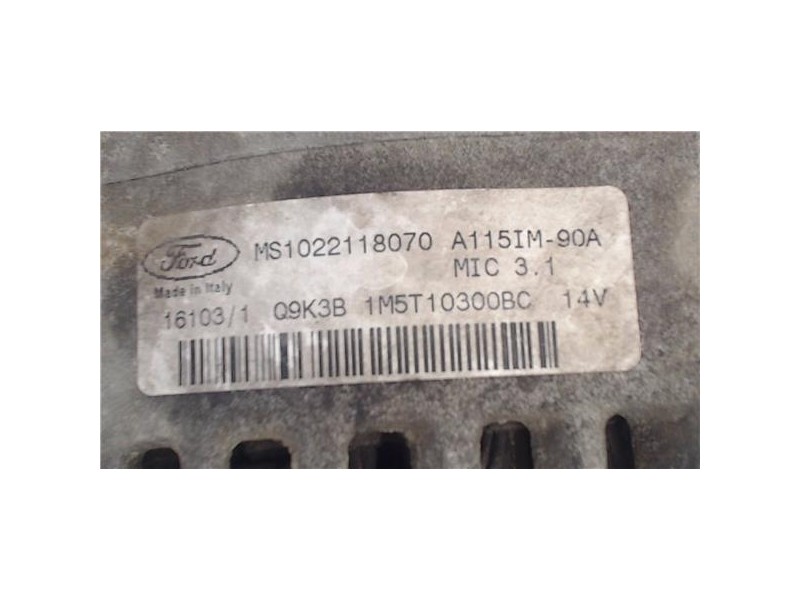 Ford
MS1022118070 A115IM-90A
MIC 3.1
Made in Italy
16103/1 Q9K3B 1M5T10300BC 14V